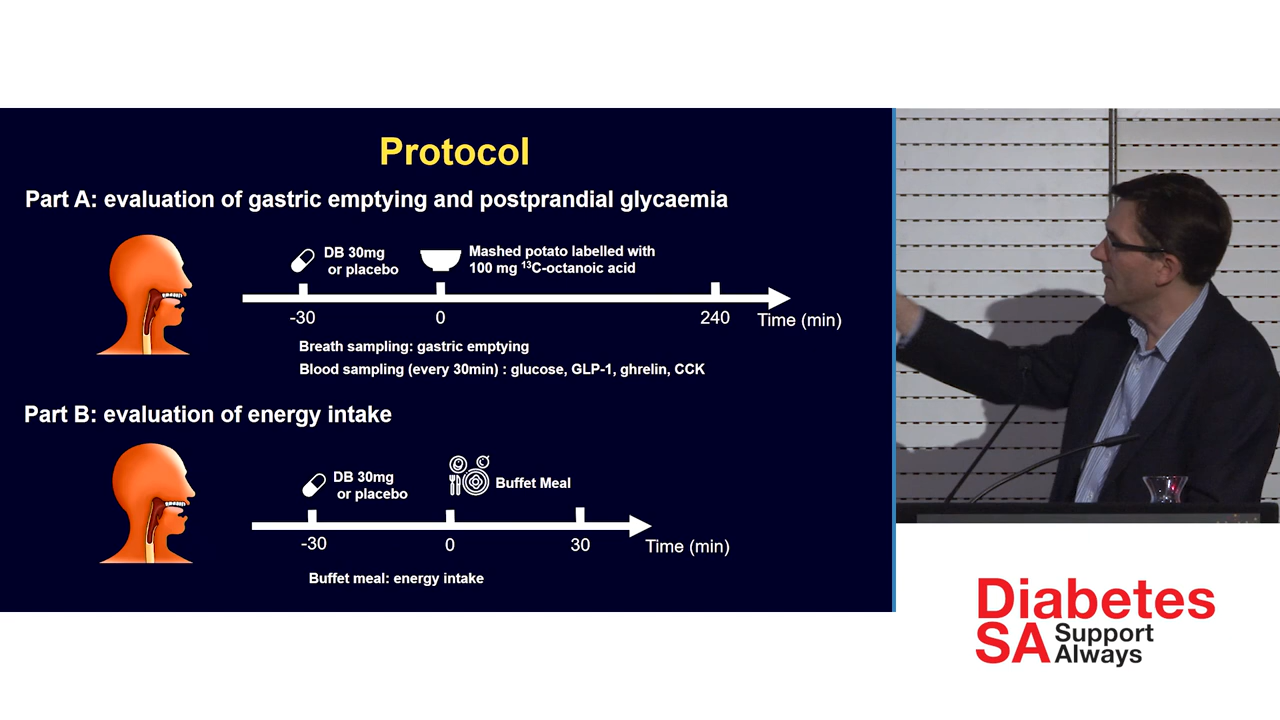 Protocol
Part A: evaluation of gastric emptying and postprandial glycaemia
DB 30mg
or placebo
Mashed potato labelled with
100 mg ¹³C-octanoic acid
-30
0
240
Time (min)
Breath sampling: gastric emptying
Blood sampling (every 30min) : glucose, GLP-1, ghrelin, CCK
Part B: evaluation of energy intake
DB 30mg
or placebo
Buffet Meal
-30
0
30
Time (min)
Buffet meal: energy intake
Diabetes
SA Support
Always